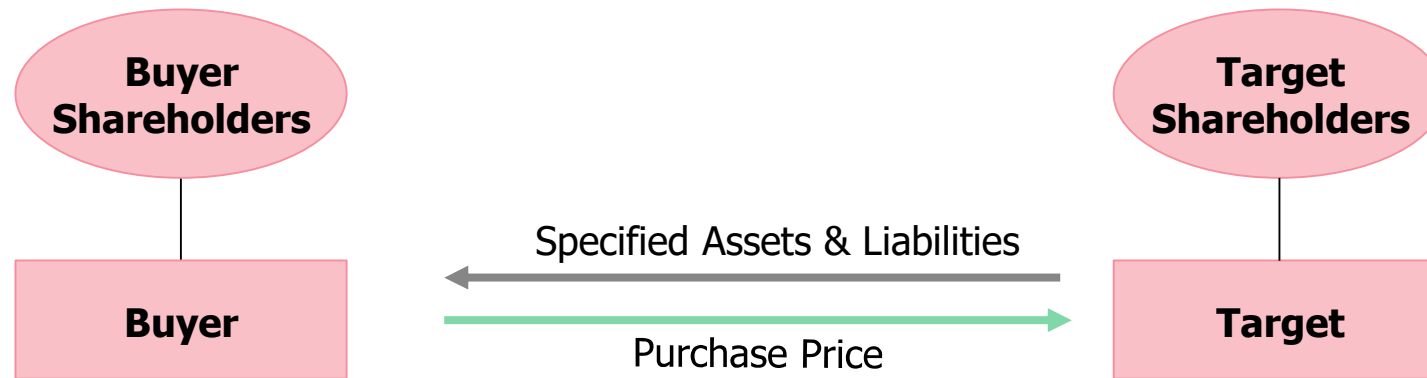 Buyer
Shareholders
Target
Shareholders
Specified Assets & Liabilities
Buyer
Target
Purchase Price